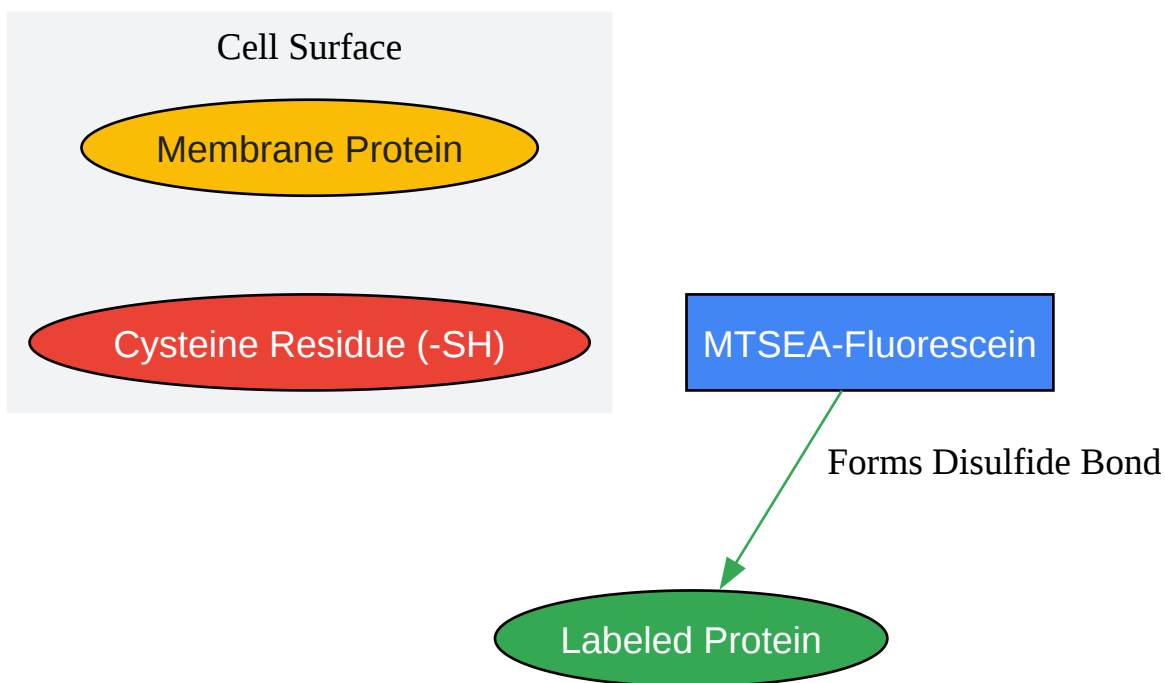 Cell Surface
Membrane Protein
Cysteine Residue (-SH)
MTSEA-Fluorescein
Forms Disulfide Bond
Labeled Protein